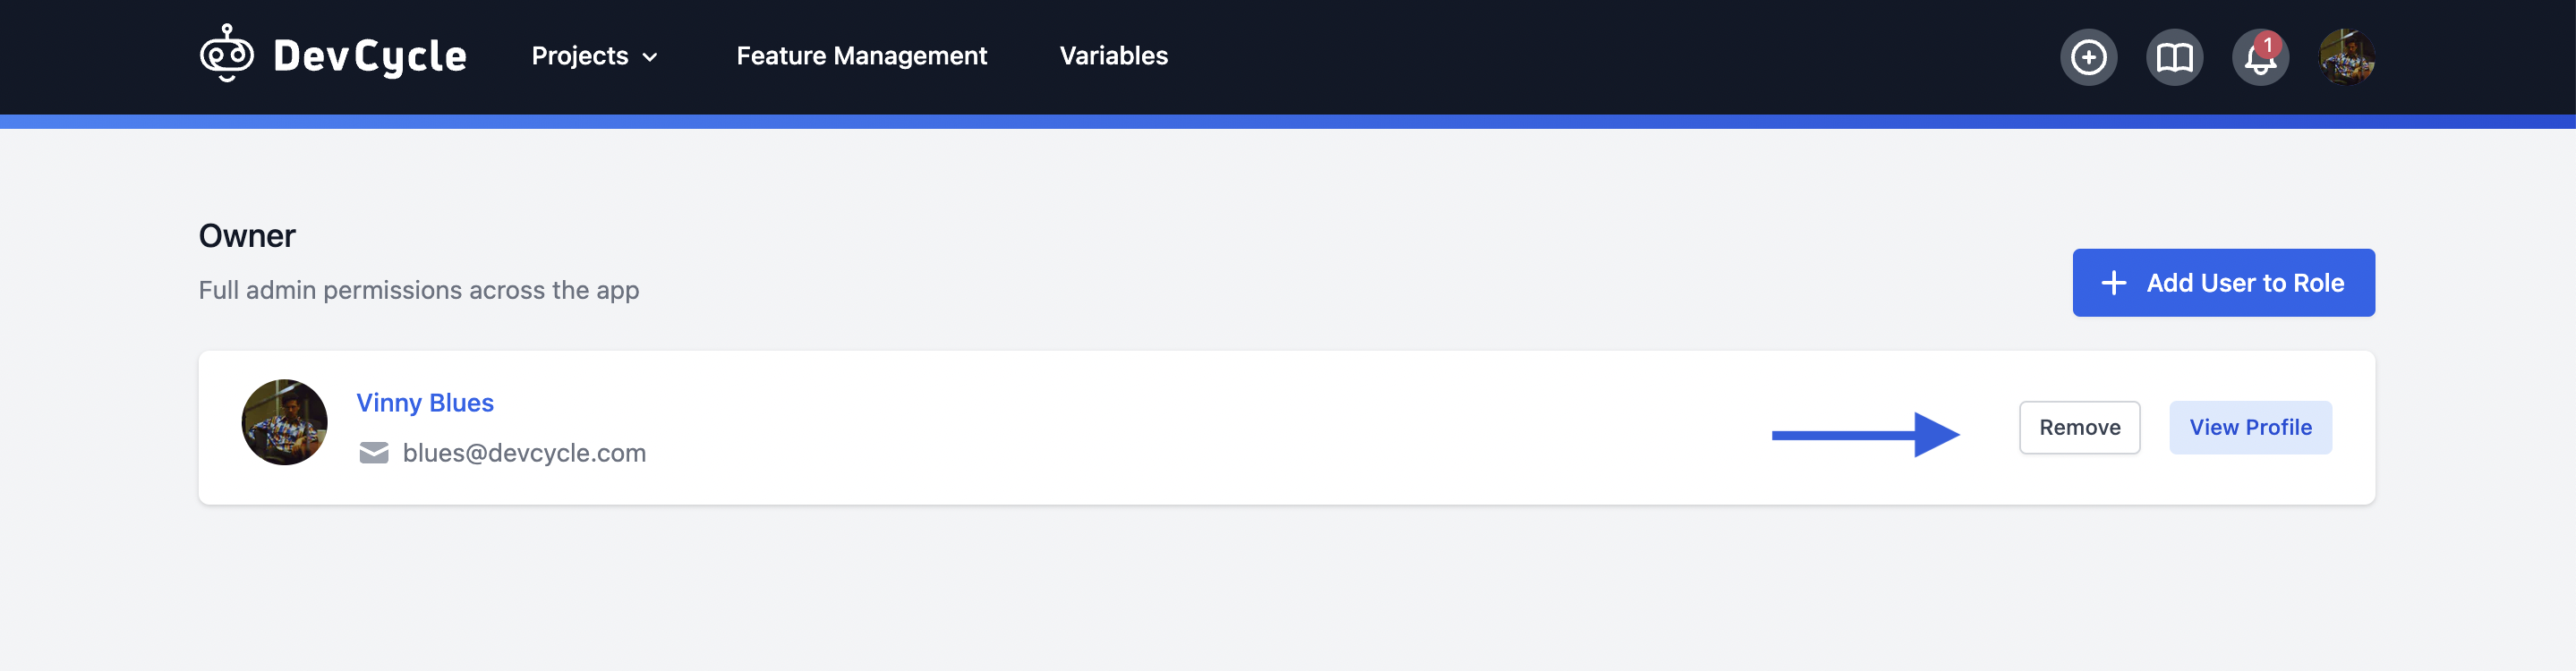 DevCycle
Projects
Feature Management
Variables
1
Owner
Full admin permissions across the app
Add User to Role
Vinny Blues
blues@devcycle.com
Remove
View Profile